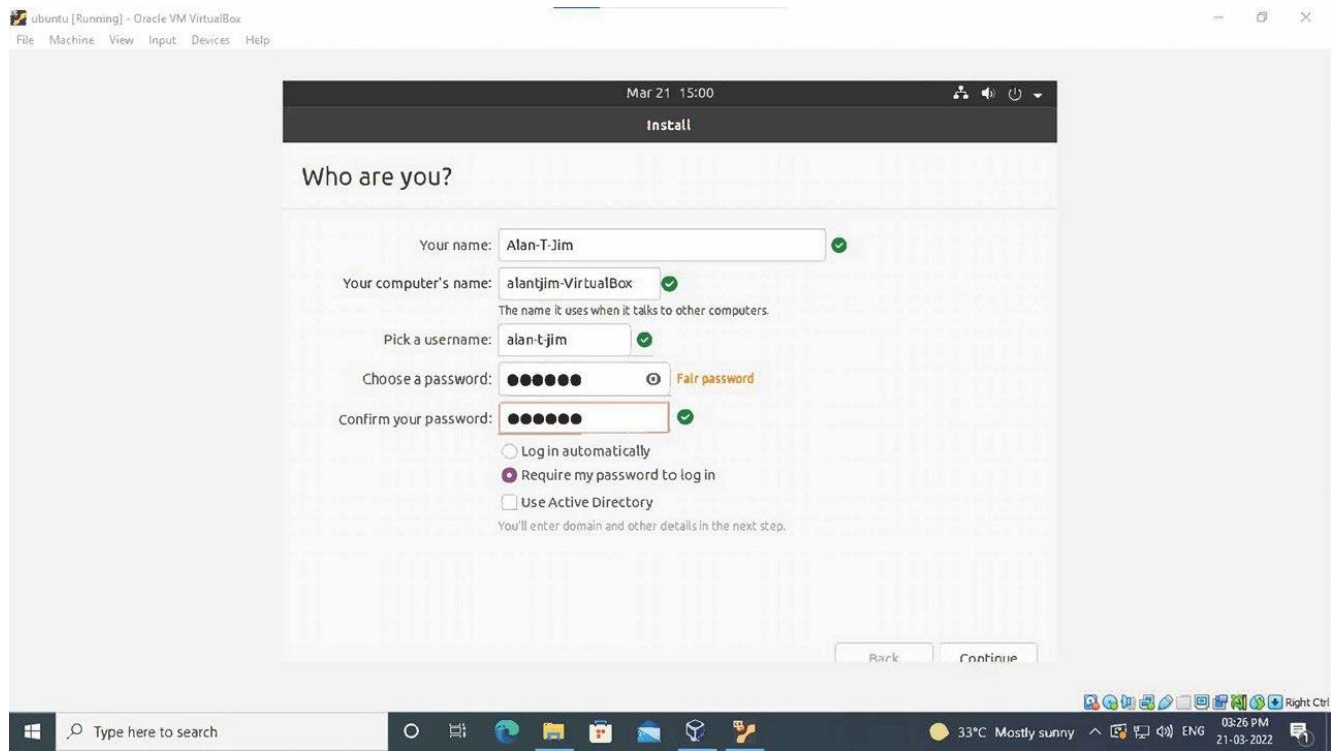 ubuntu [Running] - Oracle VM VirtualBox
File Machine View Input Devices Help
Mar 21 15:00
Install
Who are you?
Your name: Alan-T-Jim
Your computer's name: alantjim-VirtualBox
The name it uses when it talks to other computers.
Pick a username: alan-t-jim
Choose a password: ●●●●●● Fair password
Confirm your password: ●●●●●●
Log in automatically
Require my password to log in
Use Active Directory
You'll enter domain and other details in the next step.
Back Continue
Right Ctrl
Type here to search
33°C Mostly sunny
ENG
03:26 PM
21-03-2022
1